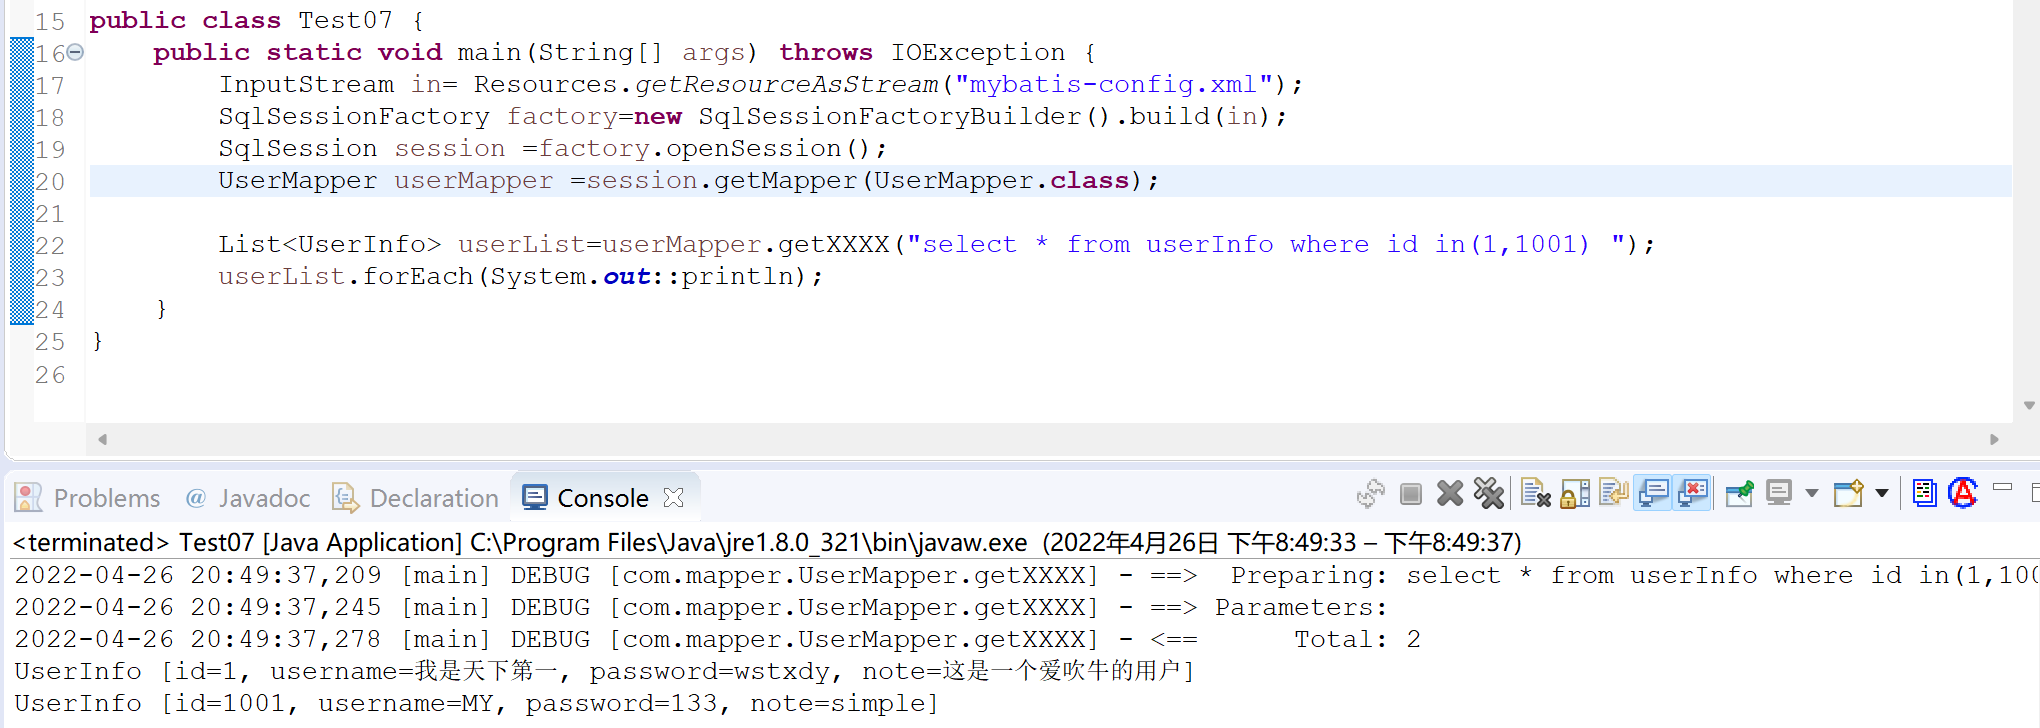 15 public class Test07 {
16 public static void main(String[] args) throws IOException {
17 InputStream in= Resources.getResourceAsStream("mybatis-config.xml");
18 SqlSessionFactory factory=new SqlSessionFactoryBuilder().build(in);
19 SqlSession session =factory.openSession();
20 UserMapper userMapper =session.getMapper(UserMapper.class);
21
22 List<UserInfo> userList=userMapper.getXXXX("select * from userInfo where id in(1,1001) ");
23 userList.forEach(System.out::println);
24 }
25 }
26
Problems @ Javadoc Declaration Console
<terminated> Test07 [Java Application] C:\Program Files\Java\jre1.8.0_321\bin\javaw.exe (2022年4月26日 下午8:49:33 – 下午8:49:37)
2022-04-26 20:49:37,209 [main] DEBUG [com.mapper.UserMapper.getXXXX] - ==> Preparing: select * from userInfo where id in(1,100
2022-04-26 20:49:37,245 [main] DEBUG [com.mapper.UserMapper.getXXXX] - ==> Parameters:
2022-04-26 20:49:37,278 [main] DEBUG [com.mapper.UserMapper.getXXXX] - <== Total: 2
UserInfo [id=1, username=我是天下第一, password=wstxdy, note=这是一个爱吹牛的用户]
UserInfo [id=1001, username=MY, password=133, note=simple]